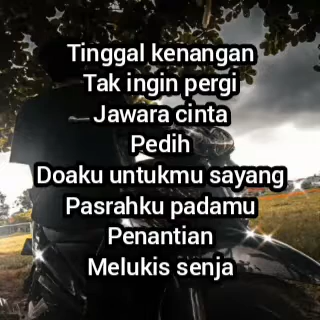 Tinggal kenangan
Tak ingin pergi
Jawara cinta
Pedih
Doaku untukmu sayang
Pasrahku padamu
Penantian
Melukis senja